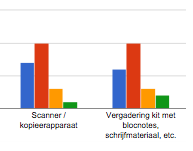 Scanner /
kopieerapparaat
Vergadering kit met
blocnotes,
schrijfmateriaal, etc.